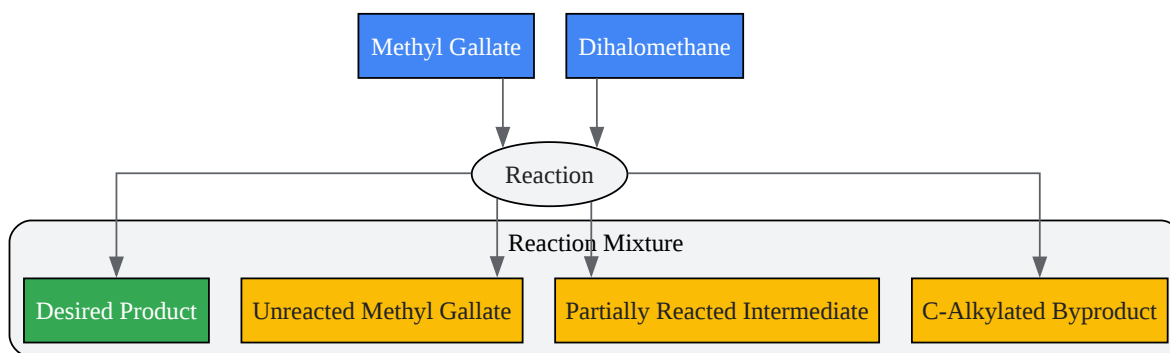 Methyl Gallate
Dihalomethane
Reaction
Reaction Mixture
Desired Product
Unreacted Methyl Gallate
Partially Reacted Intermediate
C-Alkylated Byproduct